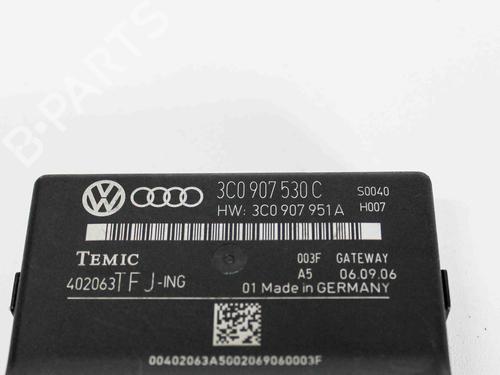 3C0 907 530 C S0040
HW: 3C0 907 951 A H007
TEMIC 003F GATEWAY
402063TFJ-ING A5 06.09.06
01 Made in GERMANY
00402063A5002069060003F
B-PARTS